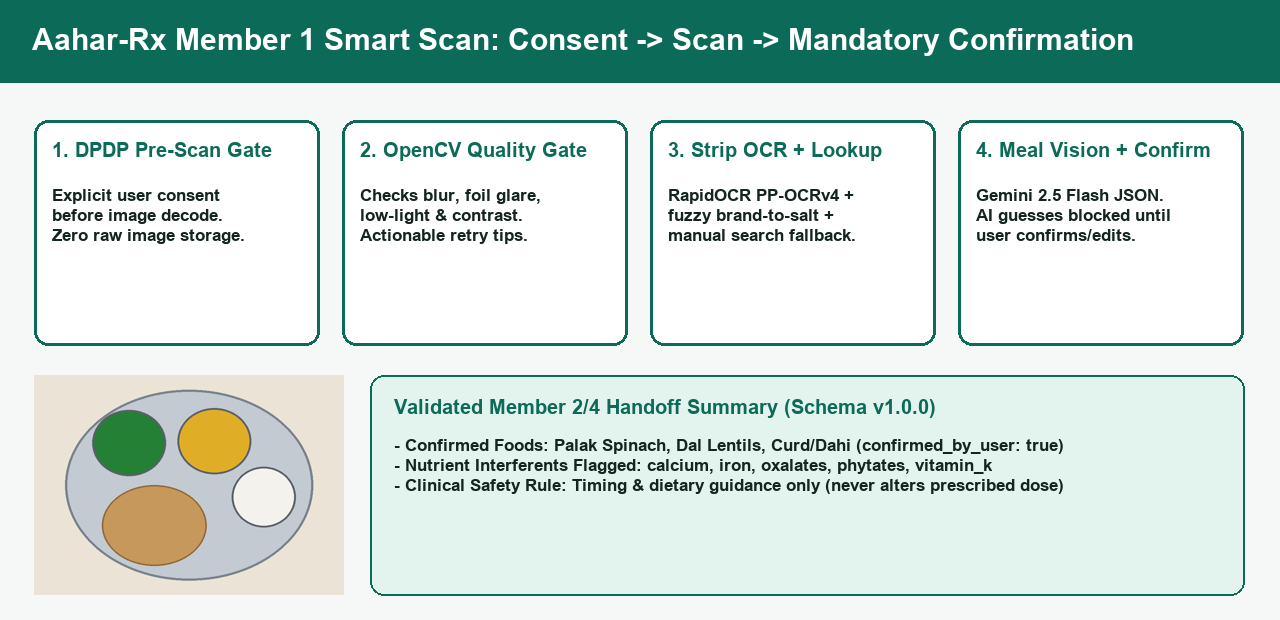 Aahar-Rx Member 1 Smart Scan: Consent -> Scan -> Mandatory Confirmation
1. DPDP Pre-Scan Gate
Explicit user consent
before image decode.
Zero raw image storage.
2. OpenCV Quality Gate
Checks blur, foil glare,
low-light & contrast.
Actionable retry tips.
3. Strip OCR + Lookup
RapidOCR PP-OCRv4 +
fuzzy brand-to-salt +
manual search fallback.
4. Meal Vision + Confirm
Gemini 2.5 Flash JSON.
AI guesses blocked until
user confirms/edits.
Validated Member 2/4 Handoff Summary (Schema v1.0.0)
- Confirmed Foods: Palak Spinach, Dal Lentils, Curd/Dahi (confirmed_by_user: true)
- Nutrient Interferents Flagged: calcium, iron, oxalates, phytates, vitamin_k
- Clinical Safety Rule: Timing & dietary guidance only (never alters prescribed dose)